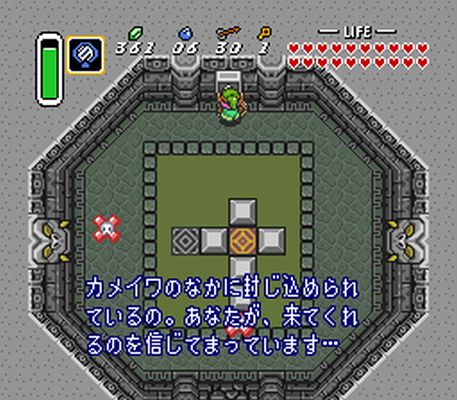 361 06 30 1 — LIFE —
カメイワのなかに封じ込められ
ているの。あなたが、来てくれ
るのを信じてまっています…